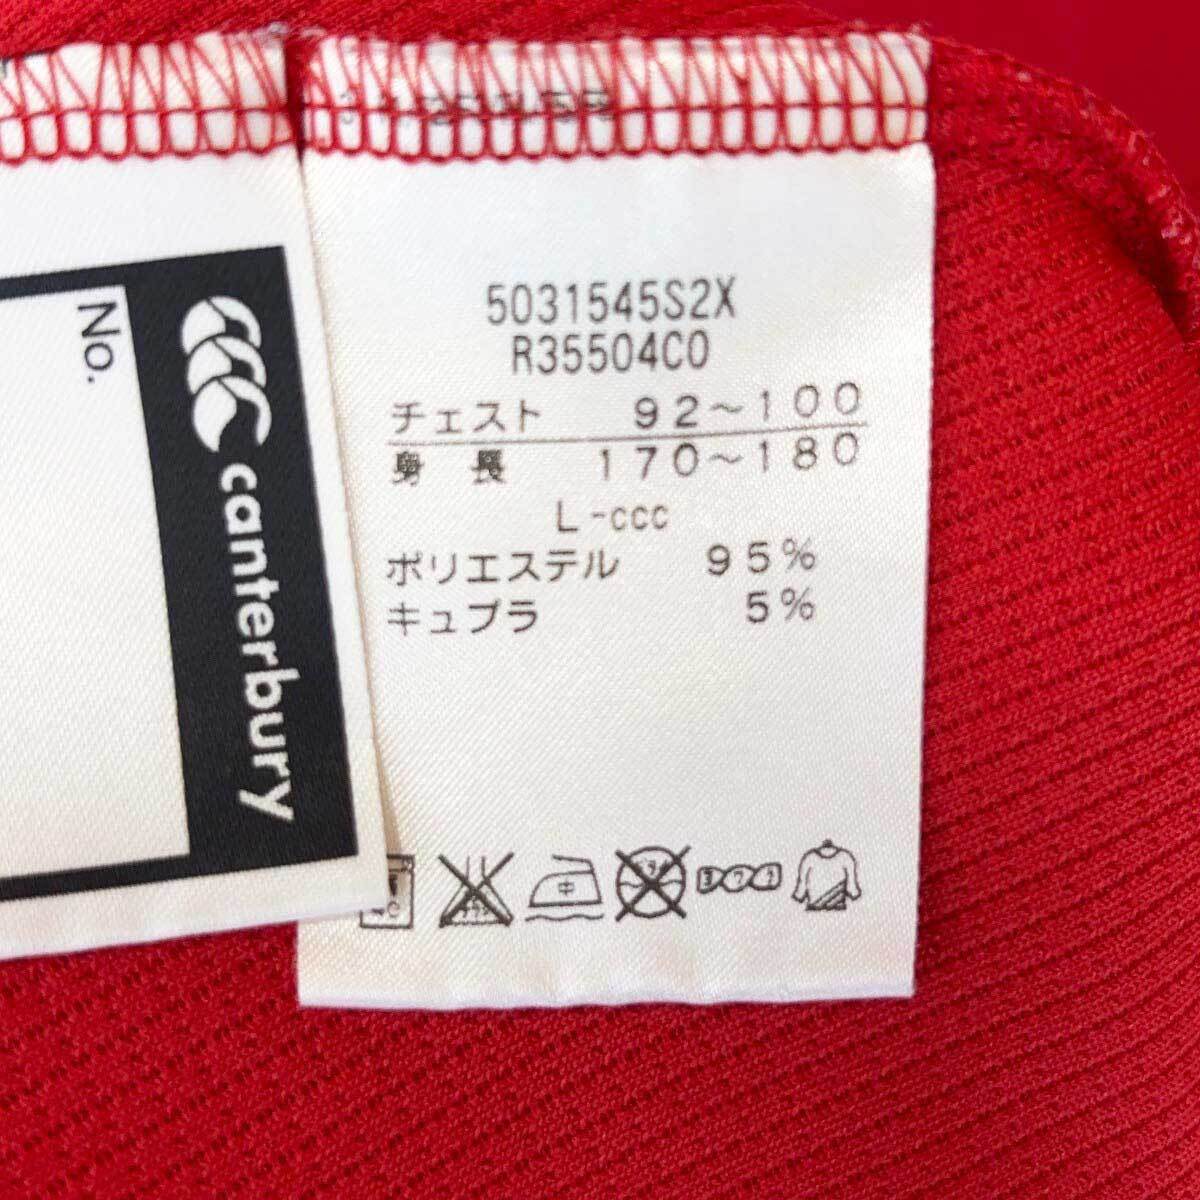 No.
canterbury
5031545S2X
R35504C0
チェスト 92～100
身長 170～180
L-ccc
ポリエステル 95%
キュプラ 5%
中